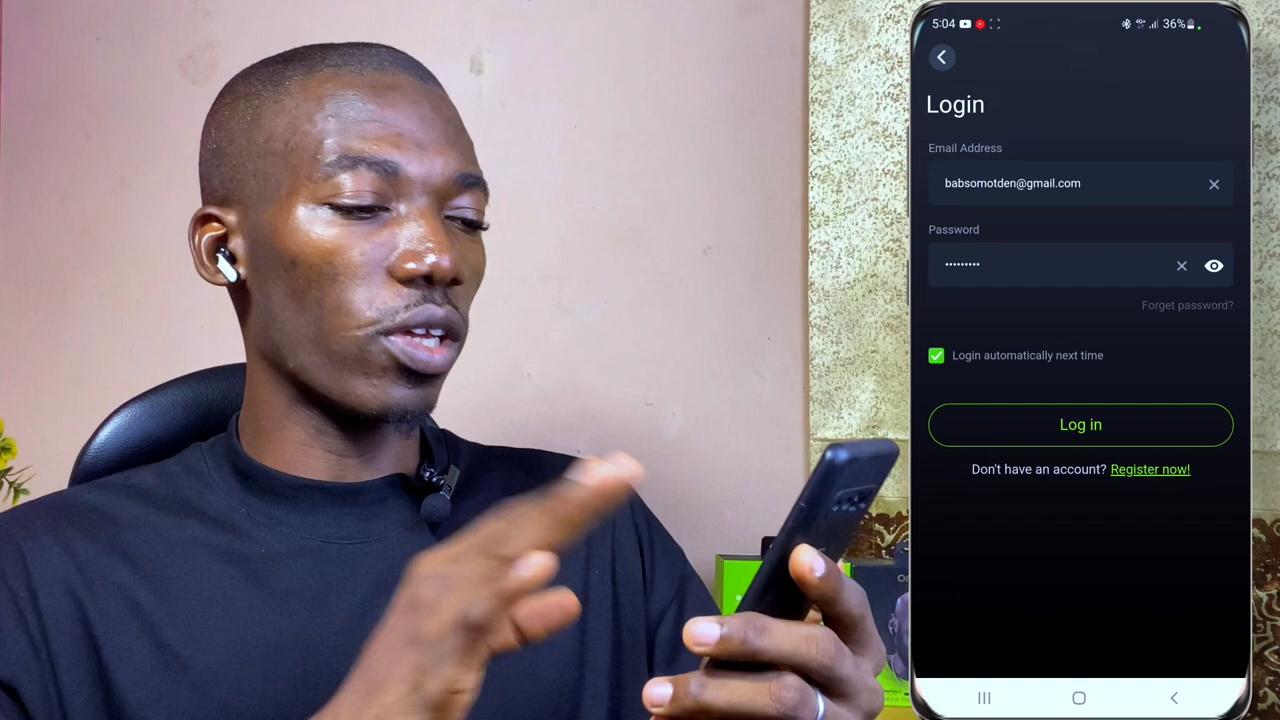 5:04 36%
Login
Email Address
babsomotden@gmail.com
Password
•••••••••
Forget password?
Login automatically next time
Log in
Don't have an account? Register now!